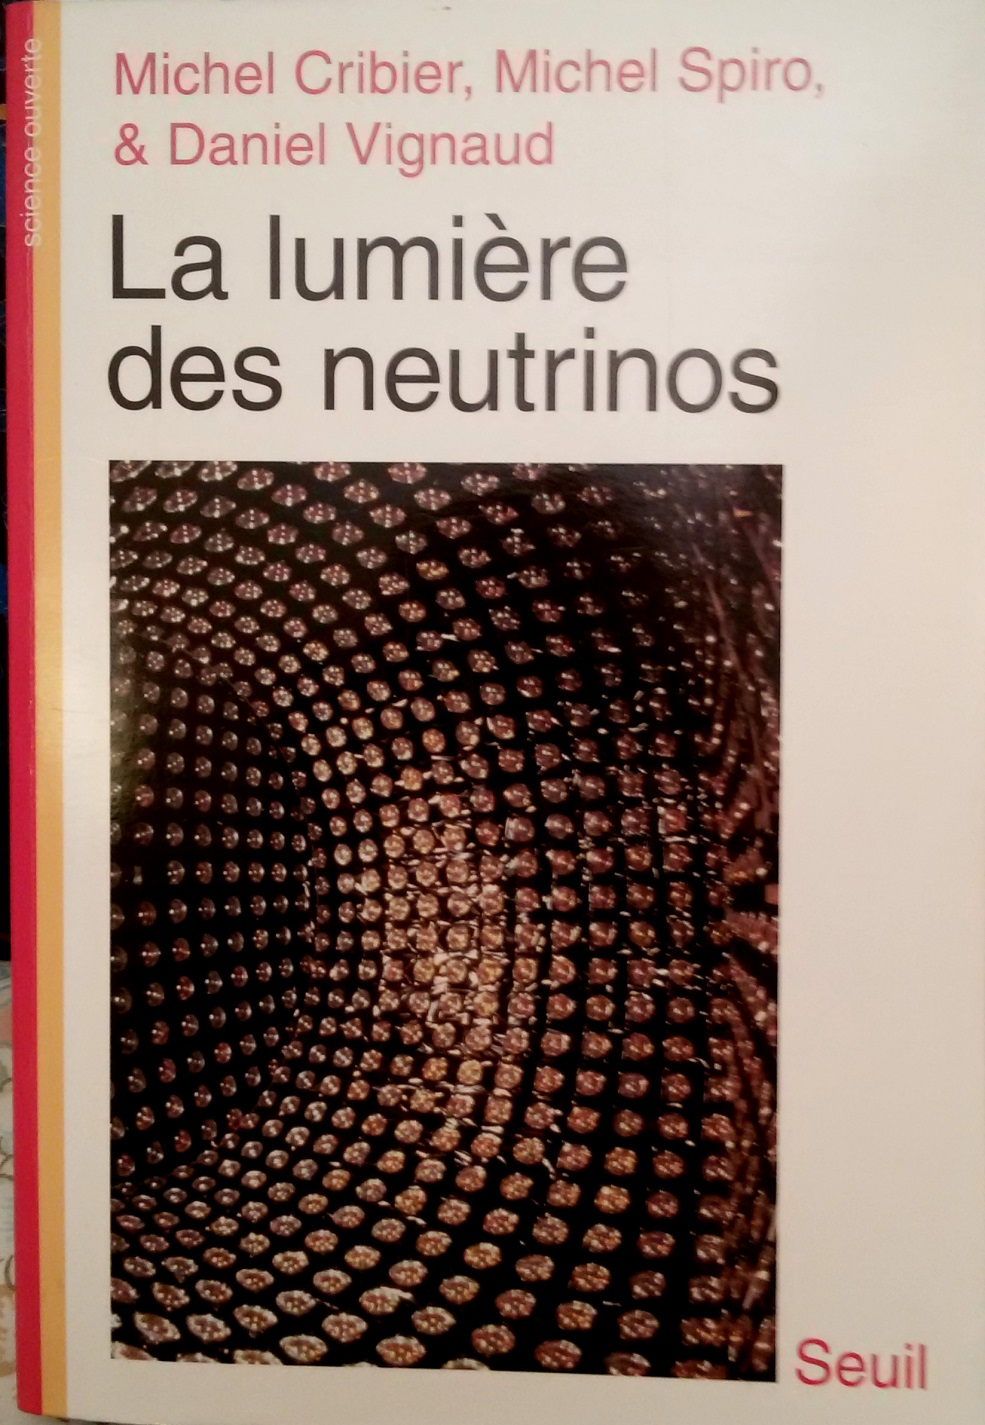 science ouverte
Michel Cribier, Michel Spiro,
& Daniel Vignaud
La lumière
des neutrinos
Seuil